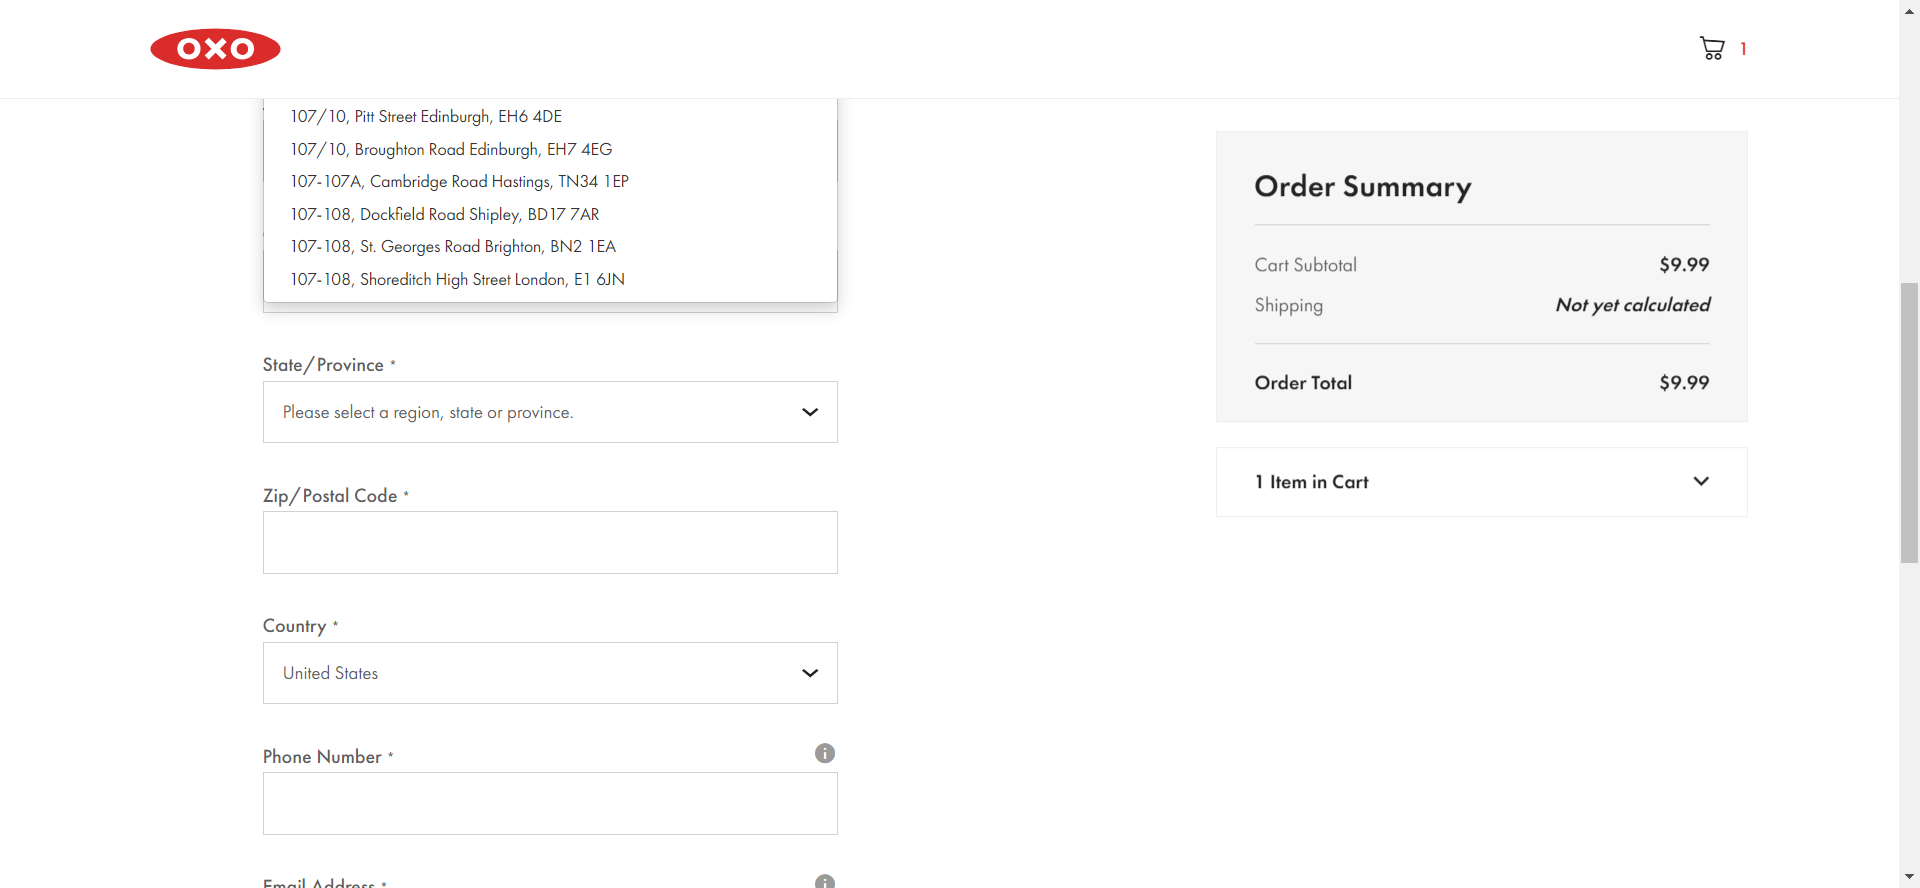 OXO
1
107/10, Pitt Street Edinburgh, EH6 4DE
107/10, Broughton Road Edinburgh, EH7 4EG
107-107A, Cambridge Road Hastings, TN34 1EP
107-108, Dockfield Road Shipley, BD17 7AR
107-108, St. Georges Road Brighton, BN2 1EA
107-108, Shoreditch High Street London, E1 6JN
State/Province *
Please select a region, state or province.
Zip/Postal Code *
Country *
United States
Phone Number *
Email Address *
Order Summary
Cart Subtotal $9.99
Shipping Not yet calculated
Order Total $9.99
1 Item in Cart